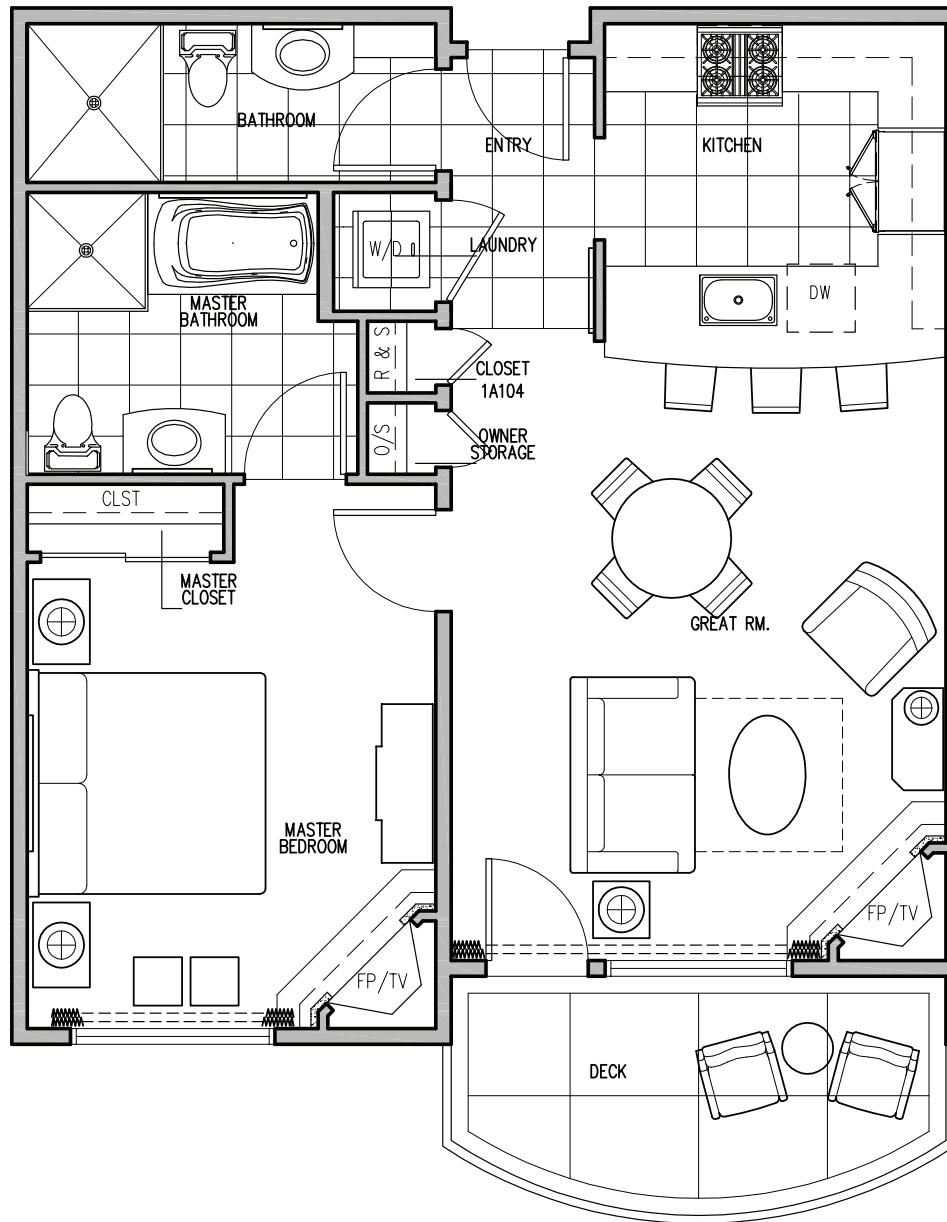 BATHROOM
ENTRY
KITCHEN
W/D
LAUNDRY
DW
MASTER
BATHROOM
R & S
CLOSET
1A104
O/S
OWNER
STORAGE
CLST
MASTER
CLOSET
GREAT RM.
MASTER
BEDROOM
FP/TV
FP/TV
DECK